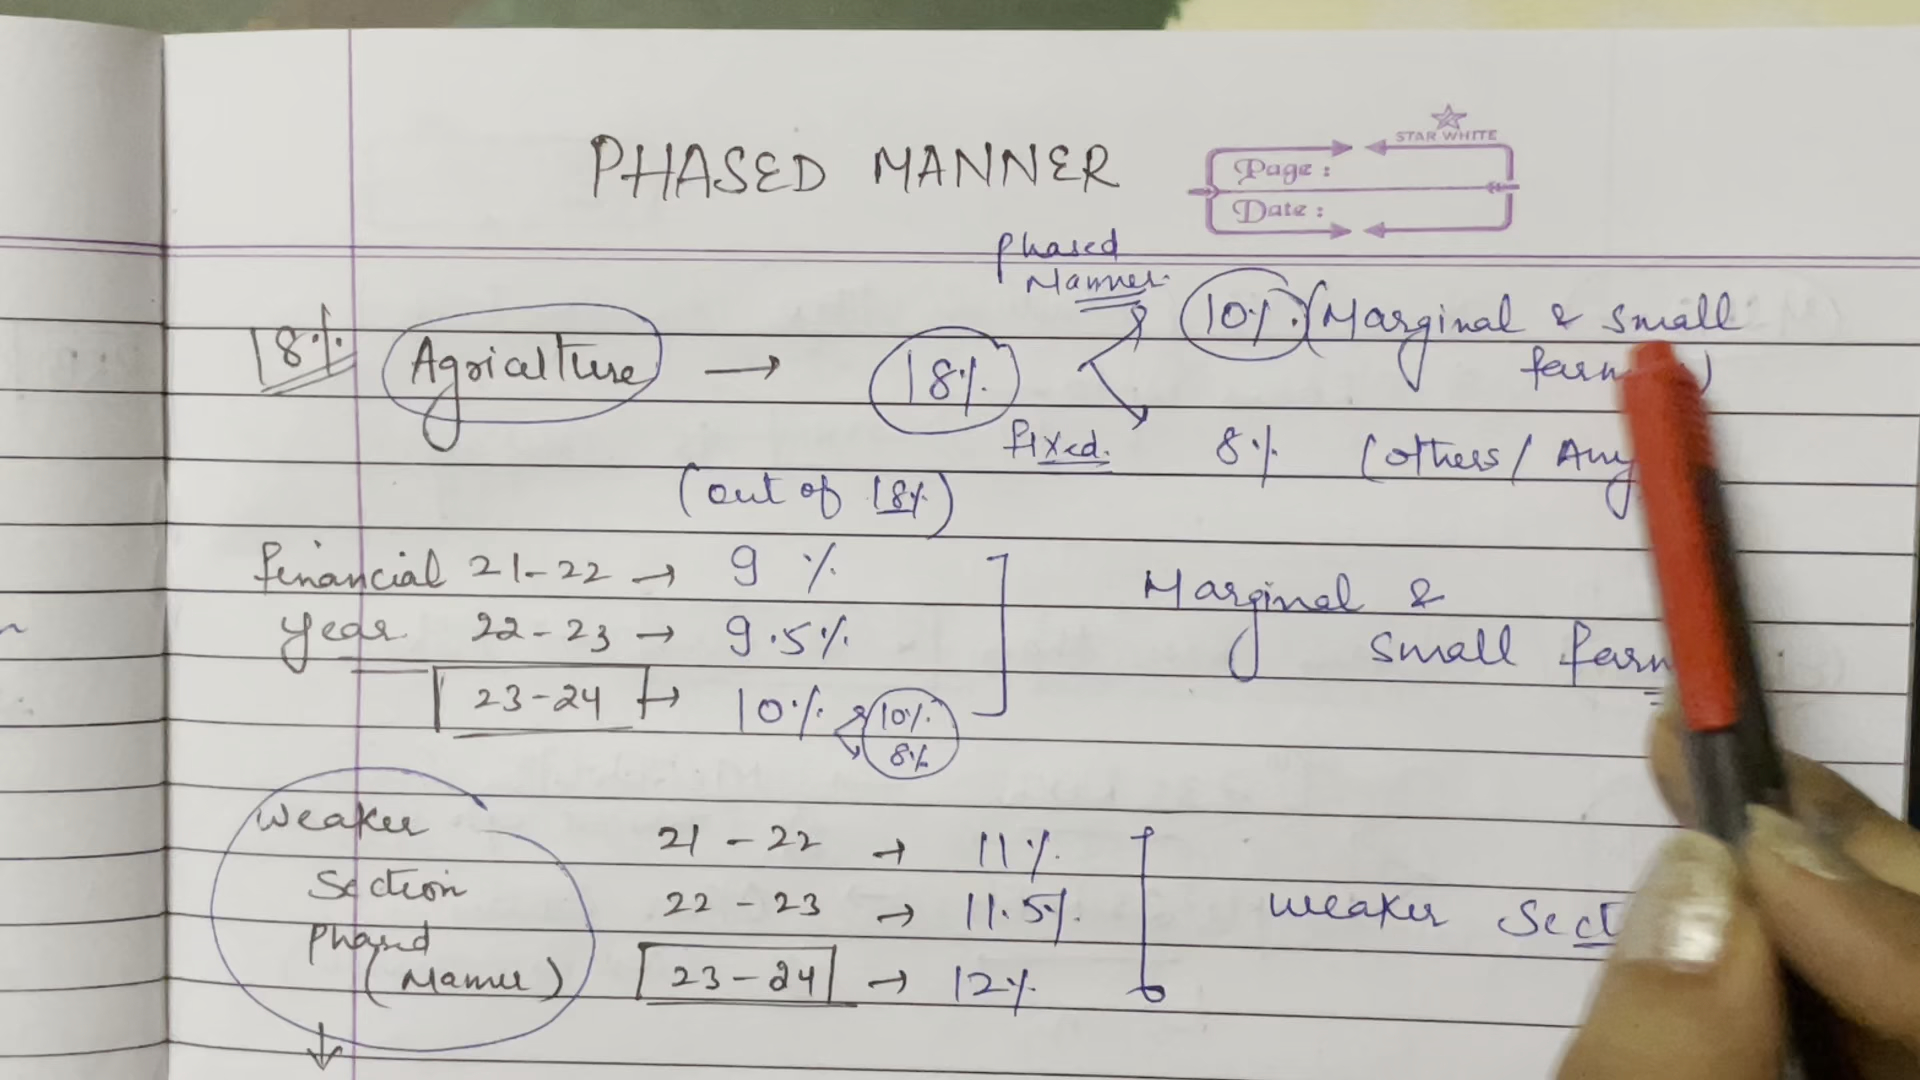 STAR WHITE
PHASED MANNER
Page :
Date :
Phased
Manner
18% Agriculture → 18% 10% (Marginal & small
farm )
fixed. 8% (others / Any
(out of 18%)
financial 21-22 → 9 %
year 22-23 → 9.5%
23-24 → 10% 10%
8%
Marginal &
small farm
Weaker
Section
Phased
(Manner)
21 - 22 → 11%
22 - 23 → 11.5%
23 - 24 → 12%
Weaker Sect